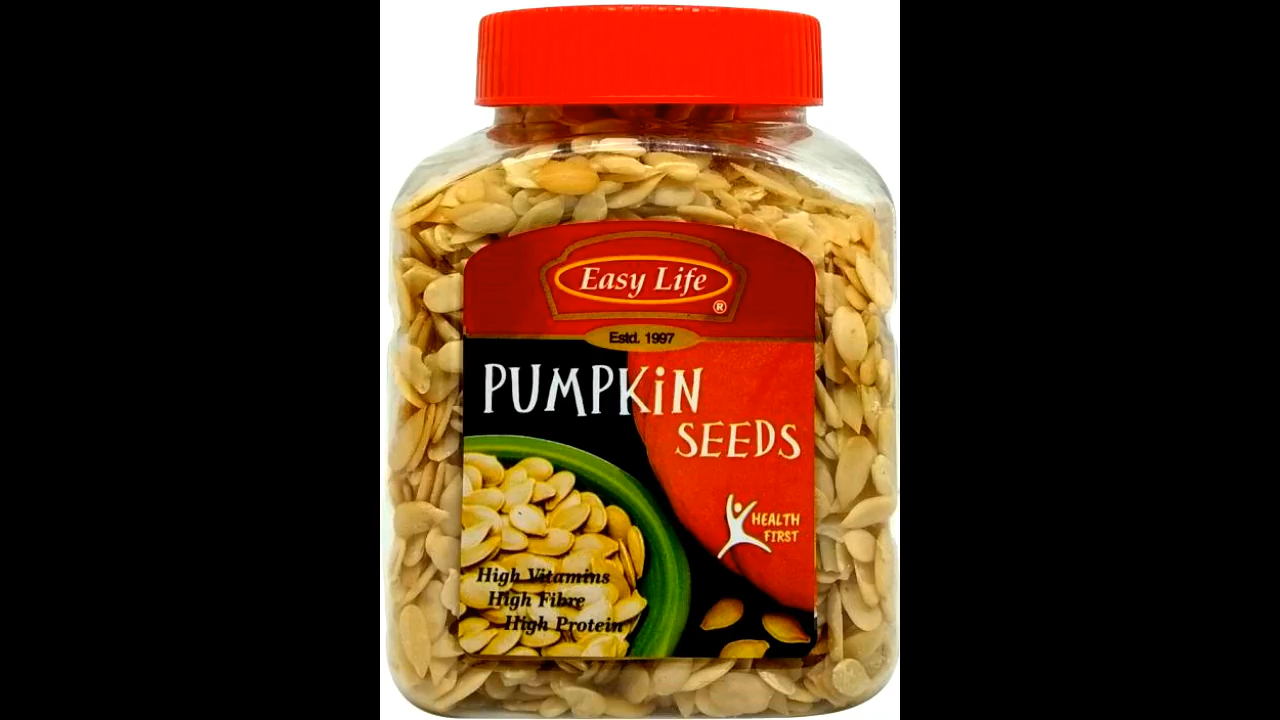 Easy Life
®
Estd. 1997
PUMPKiN
SEEDS
HEALTH
FIRST
High Vitamins
High Fibre
High Protein